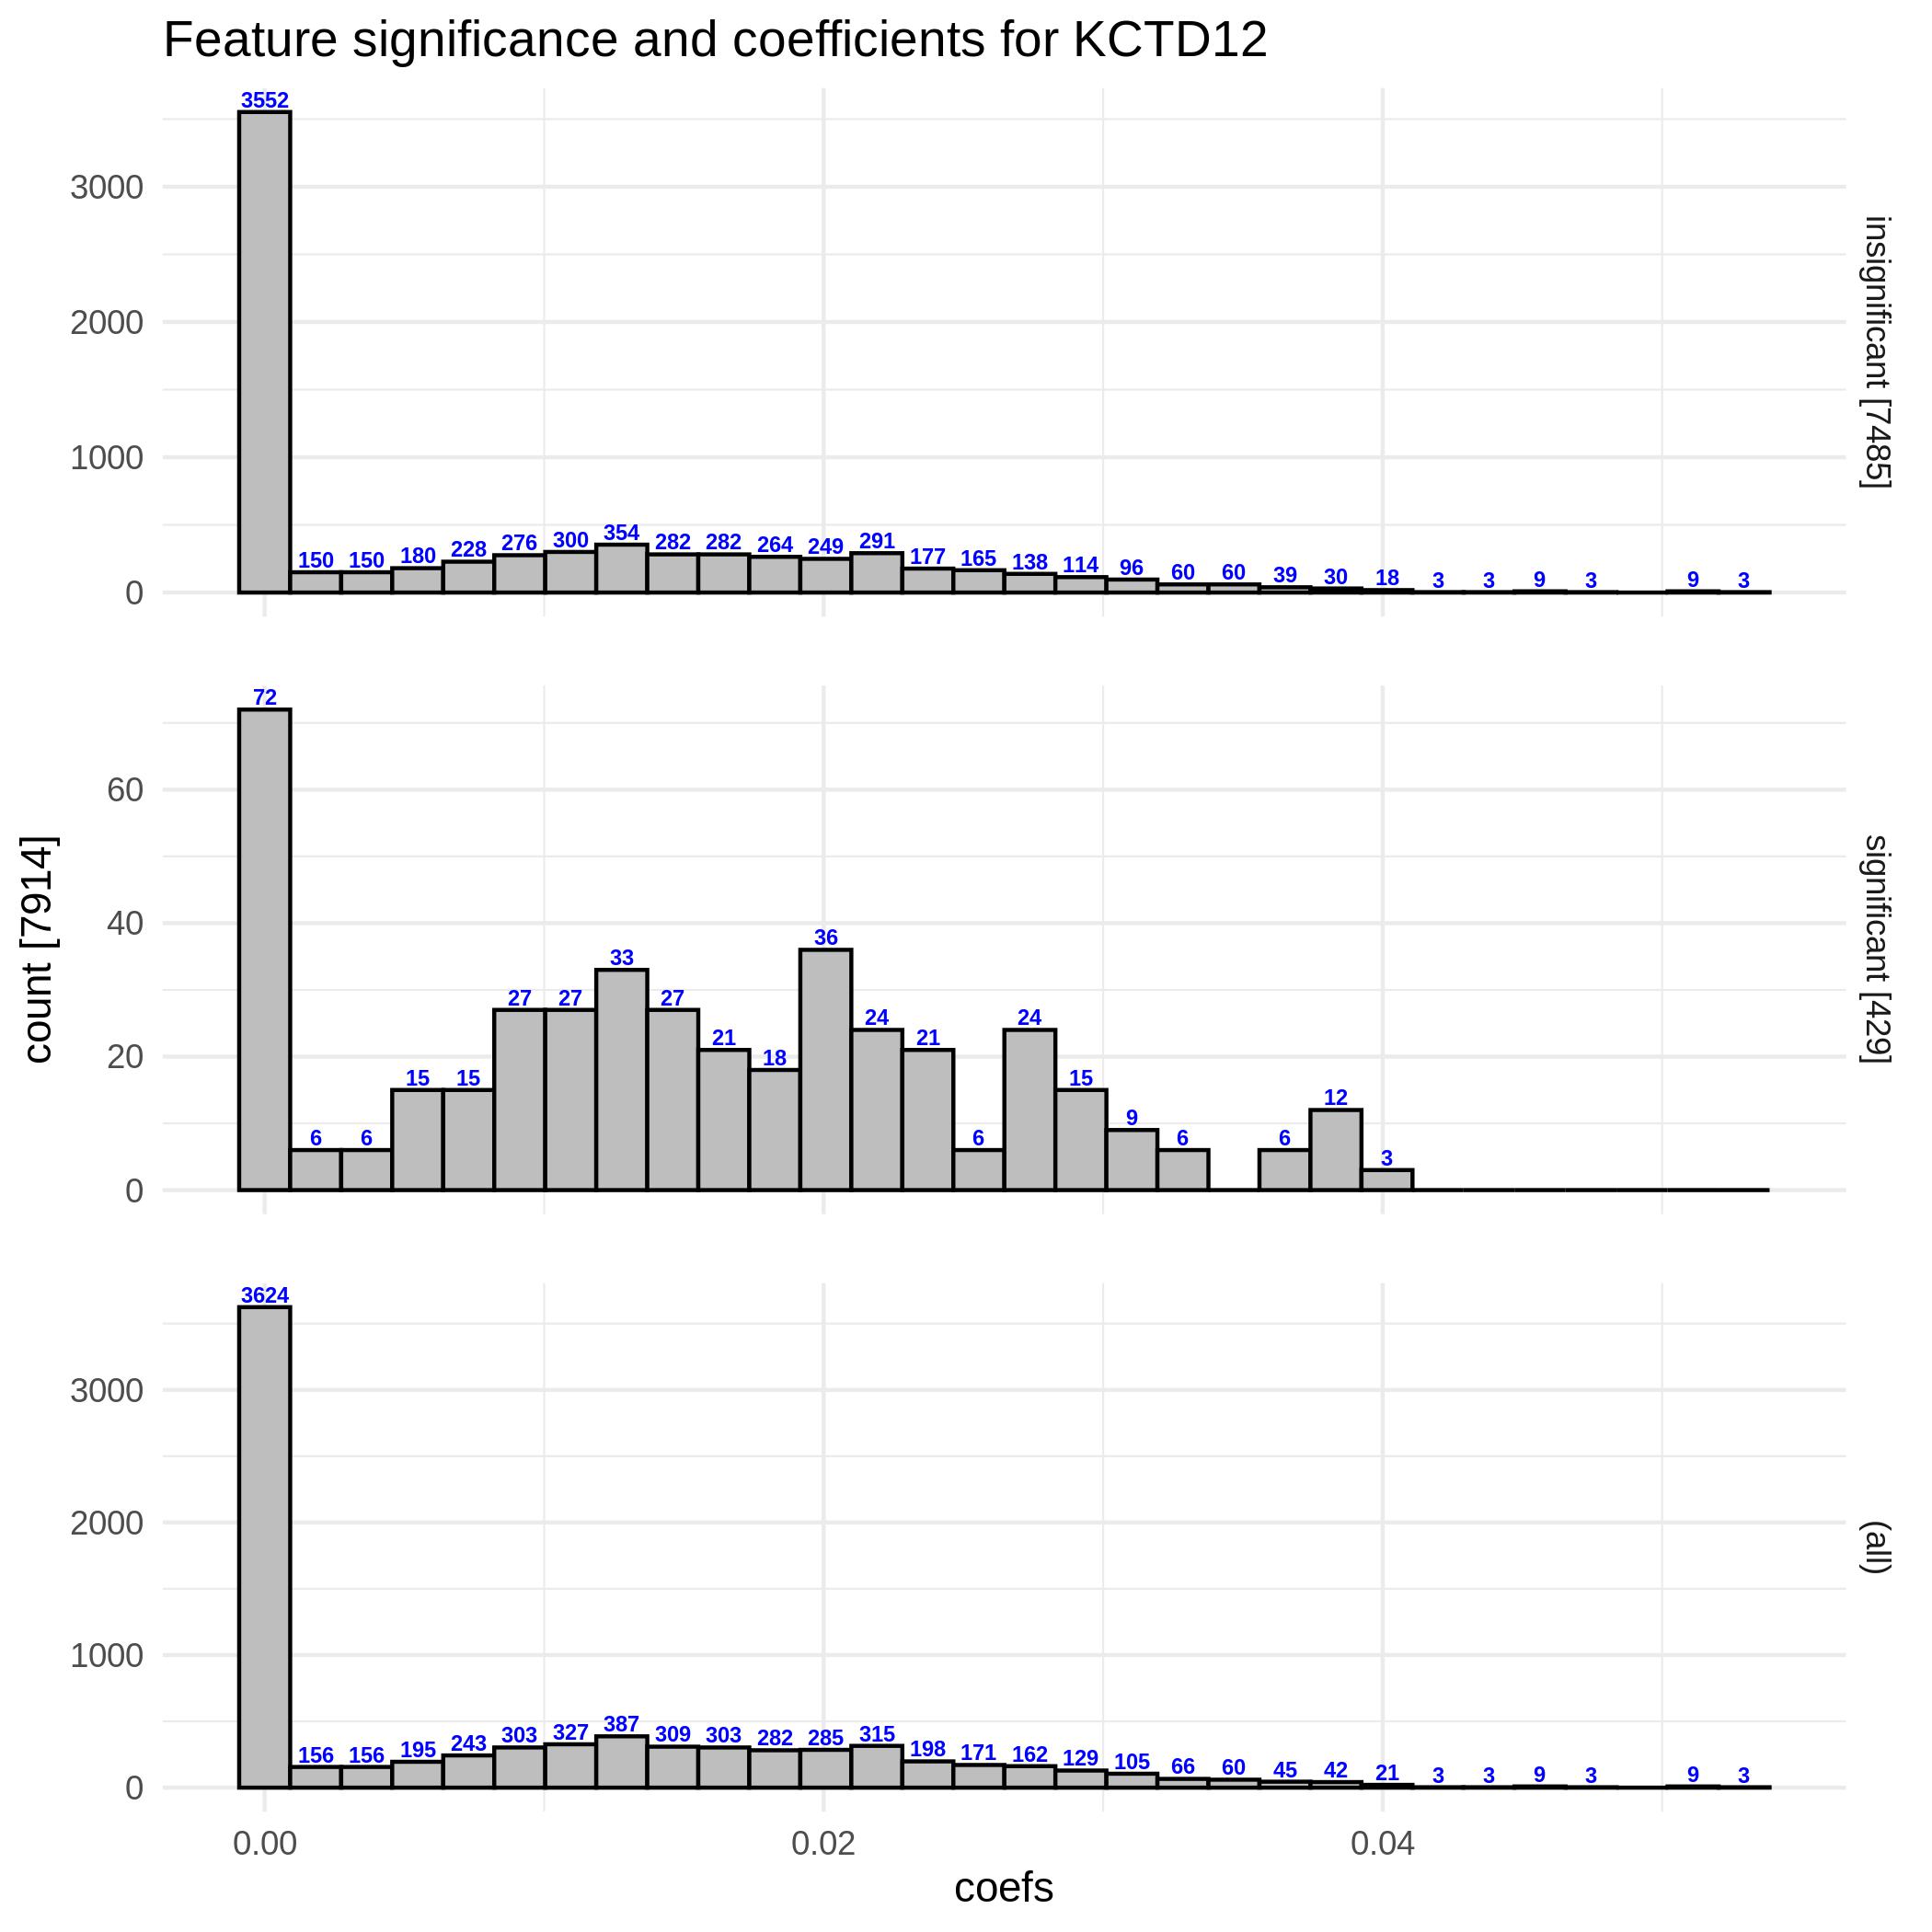 Feature significance and coefficients for KCTD12
3552
3000
2000
1000
0
150 150 180 228 276 300 354 282 282 264 249 291 177 165 138 114 96 60 60 39 30 18 3 3 9 3 9 3
insignificant [7485]
72
60
40
20
0
6 6 15 15 27 27 33 27 21 18 36 24 21 6 24 15 9 6 6 12 3
significant [429]
count [7914]
3624
3000
2000
1000
0
156 156 195 243 303 327 387 309 303 282 285 315 198 171 162 129 105 66 60 45 42 21 3 3 9 3 9 3
(all)
0.00 0.02 0.04
coefs